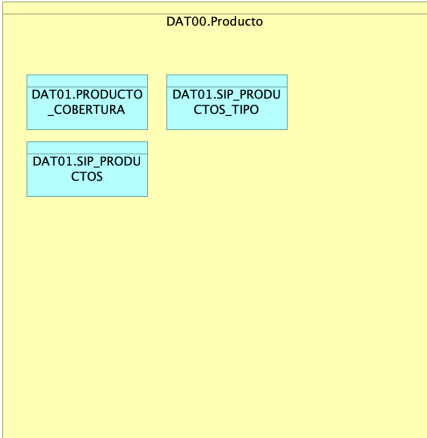 DAT00.Producto
DAT01.PRODUCTO
_COBERTURA
DAT01.SIP_PRODU
CTOS_TIPO
DAT01.SIP_PRODU
CTOS